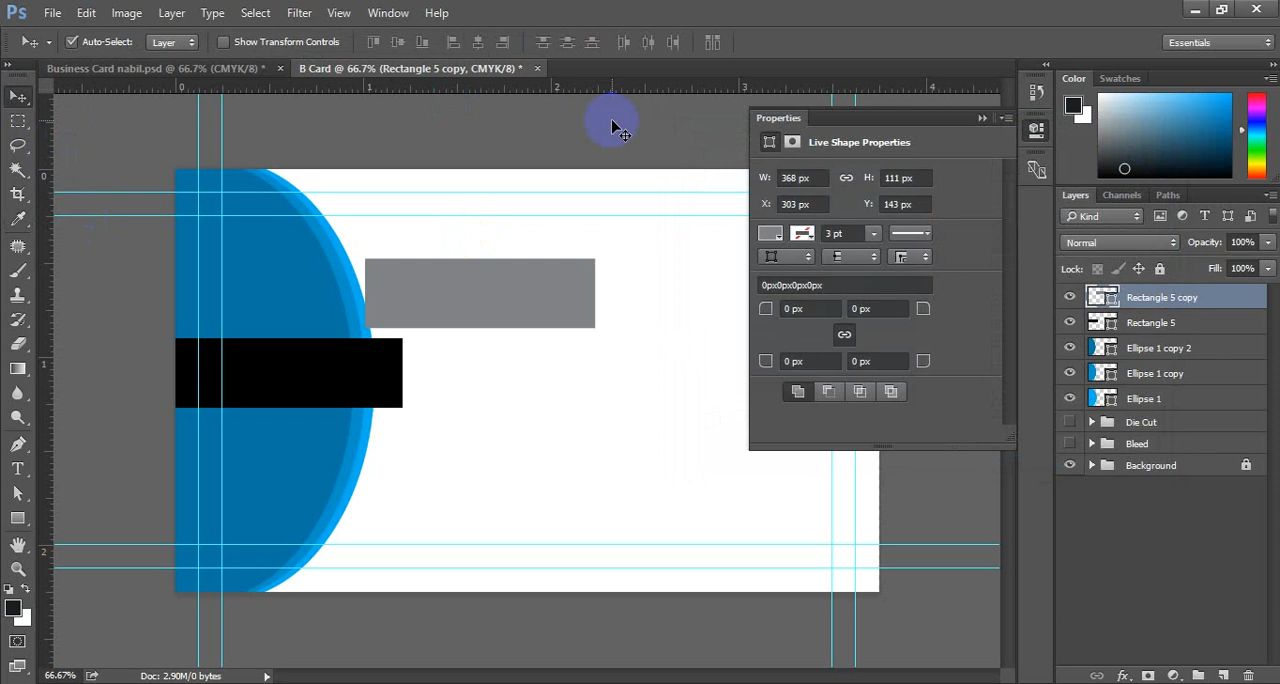 Ps File Edit Image Layer Type Select Filter View Window Help
Auto-Select: Layer Show Transform Controls Essentials
Business Card nabil.psd @ 66.7% (CMYK/8) * × B Card @ 66.7% (Rectangle 5 copy, CMYK/8) * × Color Swatches
0 1 2 3 4
Properties
Live Shape Properties
W: 368 px H: 111 px
X: 303 px Y: 143 px
3 pt
0px0px0px0px
0 px 0 px
0 px 0 px
0
1
2
Layers Channels Paths
Kind
Normal Opacity: 100%
Lock: Fill: 100%
Rectangle 5 copy
Rectangle 5
Ellipse 1 copy 2
Ellipse 1 copy
Ellipse 1
Die Cut
Bleed
Background
66.67% Doc: 2.90M/0 bytes